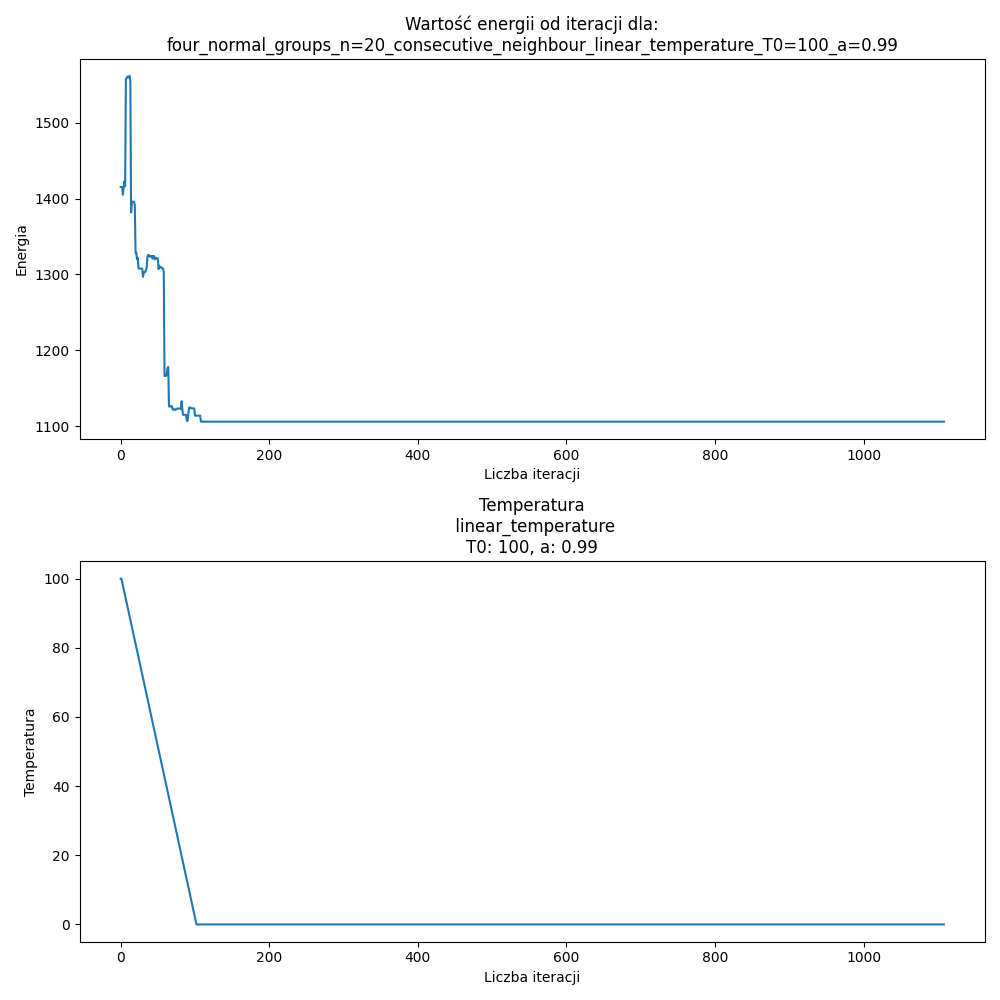 Wartość energii od iteracji dla:
four_normal_groups_n=20_consecutive_neighbour_linear_temperature_T0=100_a=0.99
1500
1400
1300
1200
1100
Energia
0 200 400 600 800 1000
Liczba iteracji
Temperatura
linear_temperature
T0: 100, a: 0.99
100
80
60
40
20
0
Temperatura
0 200 400 600 800 1000
Liczba iteracji